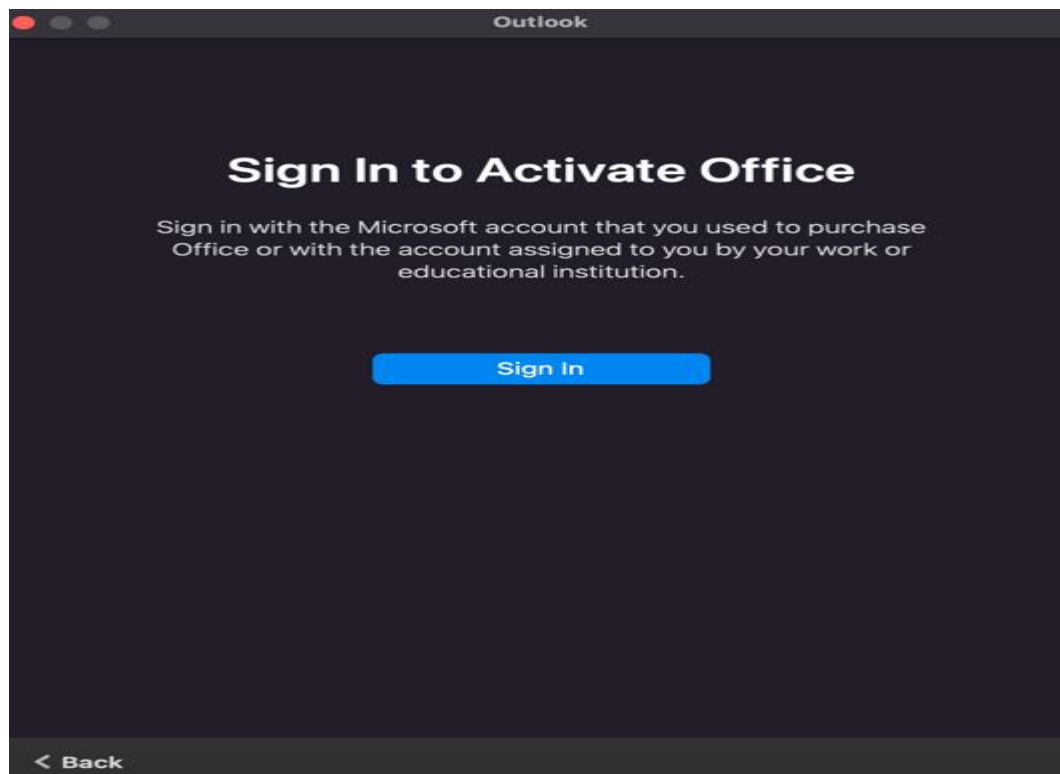 Outlook
Sign In to Activate Office
Sign in with the Microsoft account that you used to purchase
Office or with the account assigned to you by your work or
educational institution.
Sign In
< Back